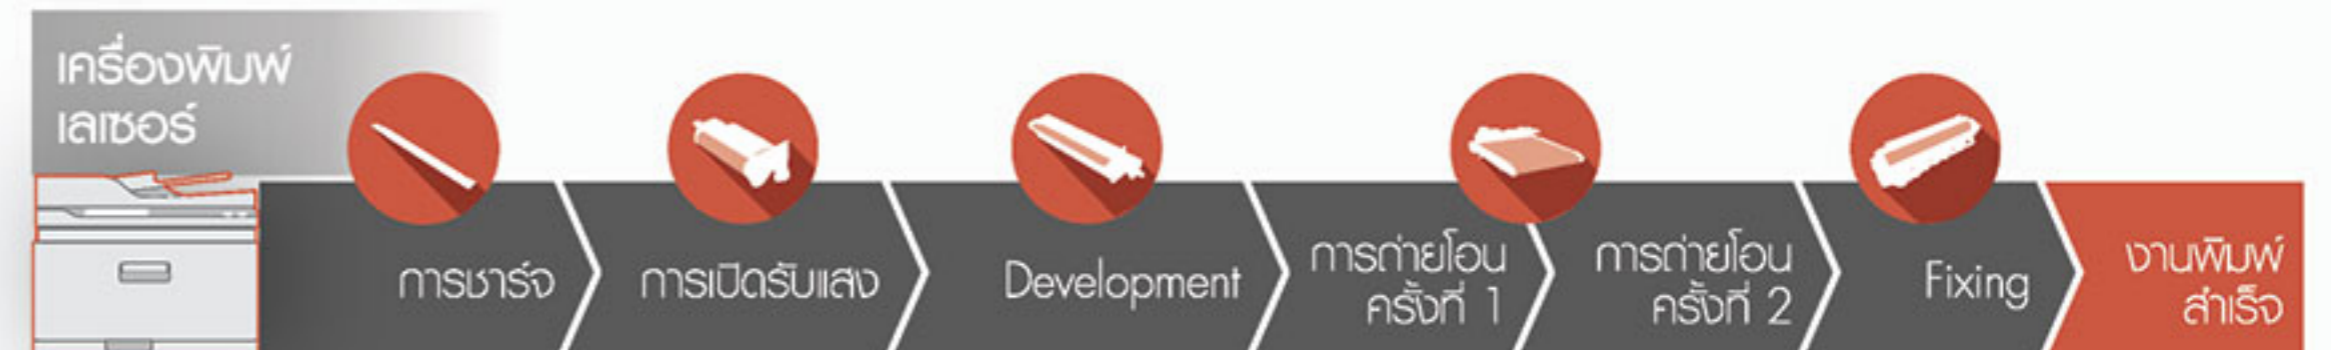 เครื่องพิมพ์
เลเซอร์
การชาร์จ
การเปิดรับแสง
Development
การถ่ายโอน
ครั้งที่ 1
การถ่ายโอน
ครั้งที่ 2
Fixing
งานพิมพ์
สำเร็จ